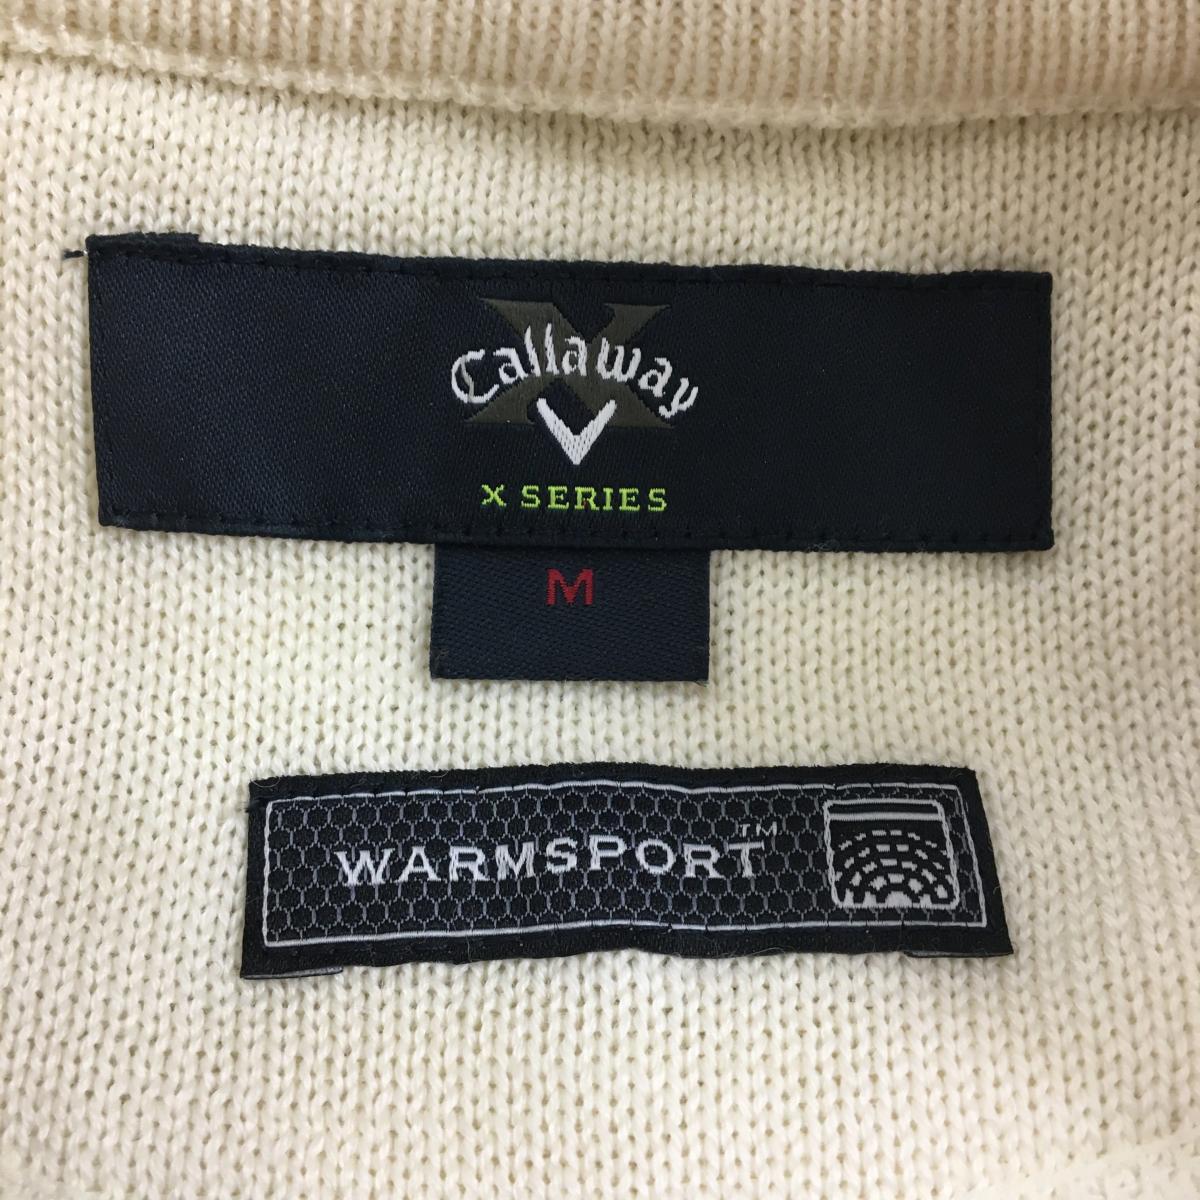 X
Callaway
X SERIES
M
WARMSPORT™